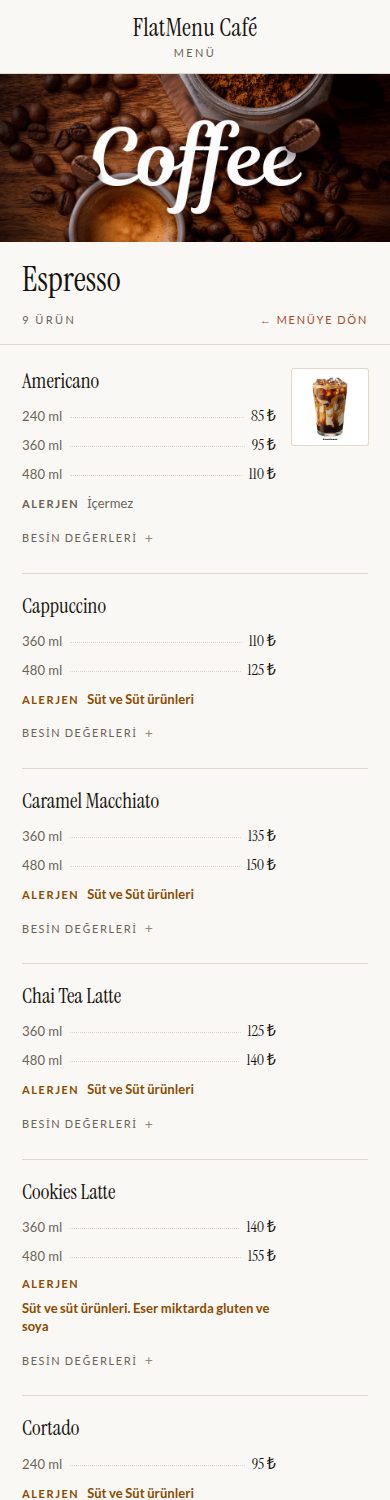 FlatMenu Café
MENÜ
Coffee
Espresso
9 ÜRÜN
← MENÜYE DÖN
Americano
240 ml 85 ₺
360 ml 95 ₺
480 ml 110 ₺
ALERJEN İçermez
BESİN DEĞERLERİ +
Cappuccino
360 ml 110 ₺
480 ml 125 ₺
ALERJEN Süt ve Süt ürünleri
BESİN DEĞERLERİ +
Caramel Macchiato
360 ml 135 ₺
480 ml 150 ₺
ALERJEN Süt ve Süt ürünleri
BESİN DEĞERLERİ +
Chai Tea Latte
360 ml 125 ₺
480 ml 140 ₺
ALERJEN Süt ve Süt ürünleri
BESİN DEĞERLERİ +
Cookies Latte
360 ml 140 ₺
480 ml 155 ₺
ALERJEN
Süt ve süt ürünleri. Eser miktarda gluten ve
soya
BESİN DEĞERLERİ +
Cortado
240 ml 95 ₺
ALERJEN Süt ve Süt ürünleri